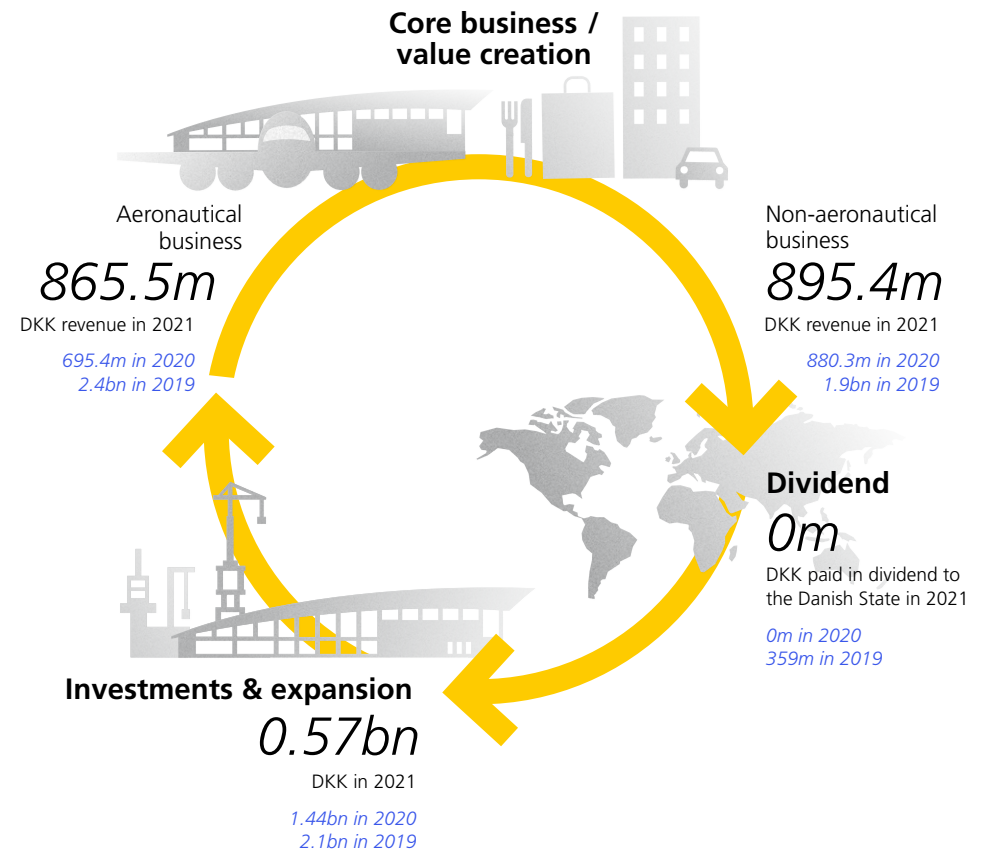 Core business /
value creation
Aeronautical
business
865.5m
DKK revenue in 2021
695.4m in 2020
2.4bn in 2019
Non-aeronautical
business
895.4m
DKK revenue in 2021
880.3m in 2020
1.9bn in 2019
Dividend
0m
DKK paid in dividend to
the Danish State in 2021
0m in 2020
359m in 2019
Investments & expansion
0.57bn
DKK in 2021
1.44bn in 2020
2.1bn in 2019